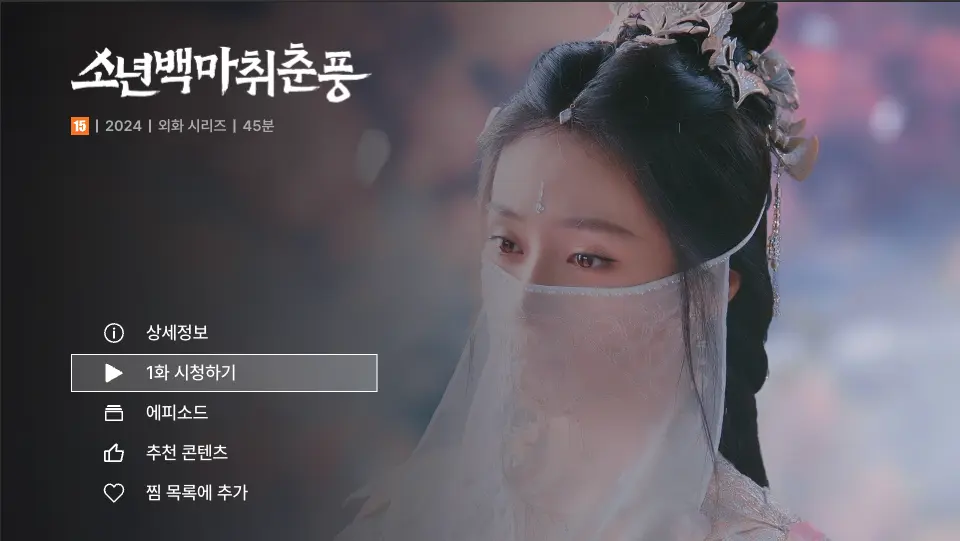 소년백마취춘풍
15 | 2024 | 외화 시리즈 | 45분
상세정보
1화 시청하기
에피소드
추천 콘텐츠
찜 목록에 추가